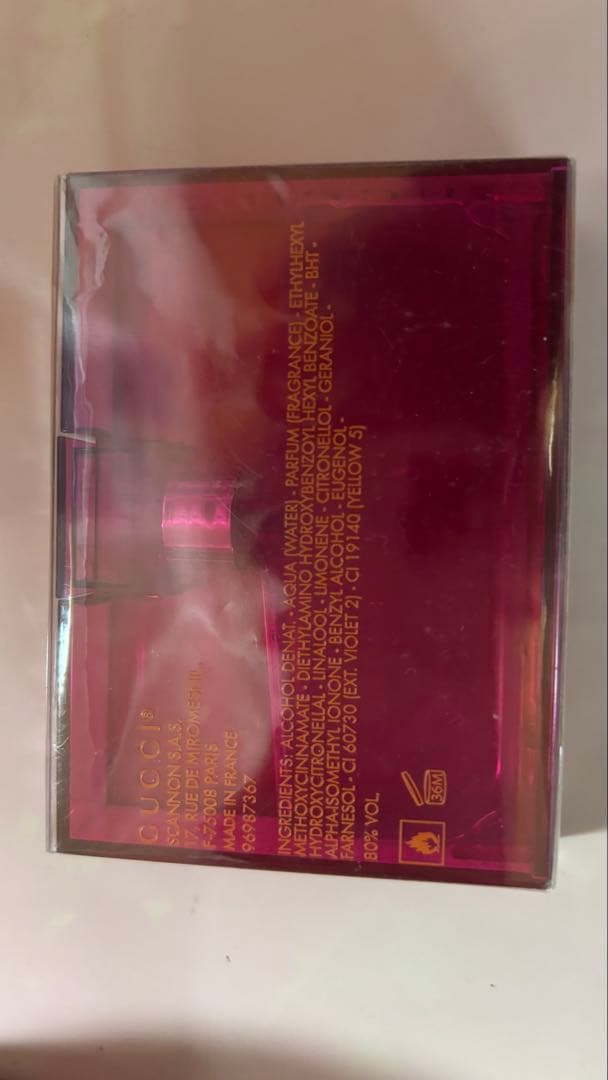 GUCCI®
SCANNON S.A.S.
17, RUE DE MIROMESNIL,
F-75008 PARIS
MADE IN FRANCE
96987367
INGREDIENTS: ALCOHOL DENAT. - AQUA (WATER) - PARFUM (FRAGRANCE) - ETHYLHEXYL
METHOXYCINNAMATE - DIETHYLAMINO HYDROXYBENZOYL HEXYL BENZOATE - BHT -
HYDROXYCITRONELLAL - LINALOOL - LIMONENE - CITRONELLOL - GERANIOL -
ALPHA-ISOMETHYL IONONE - BENZYL ALCOHOL - EUGENOL -
FARNESOL - CI 60730 (EXT. VIOLET 2) - CI 19140 (YELLOW 5)
80% VOL.
36M